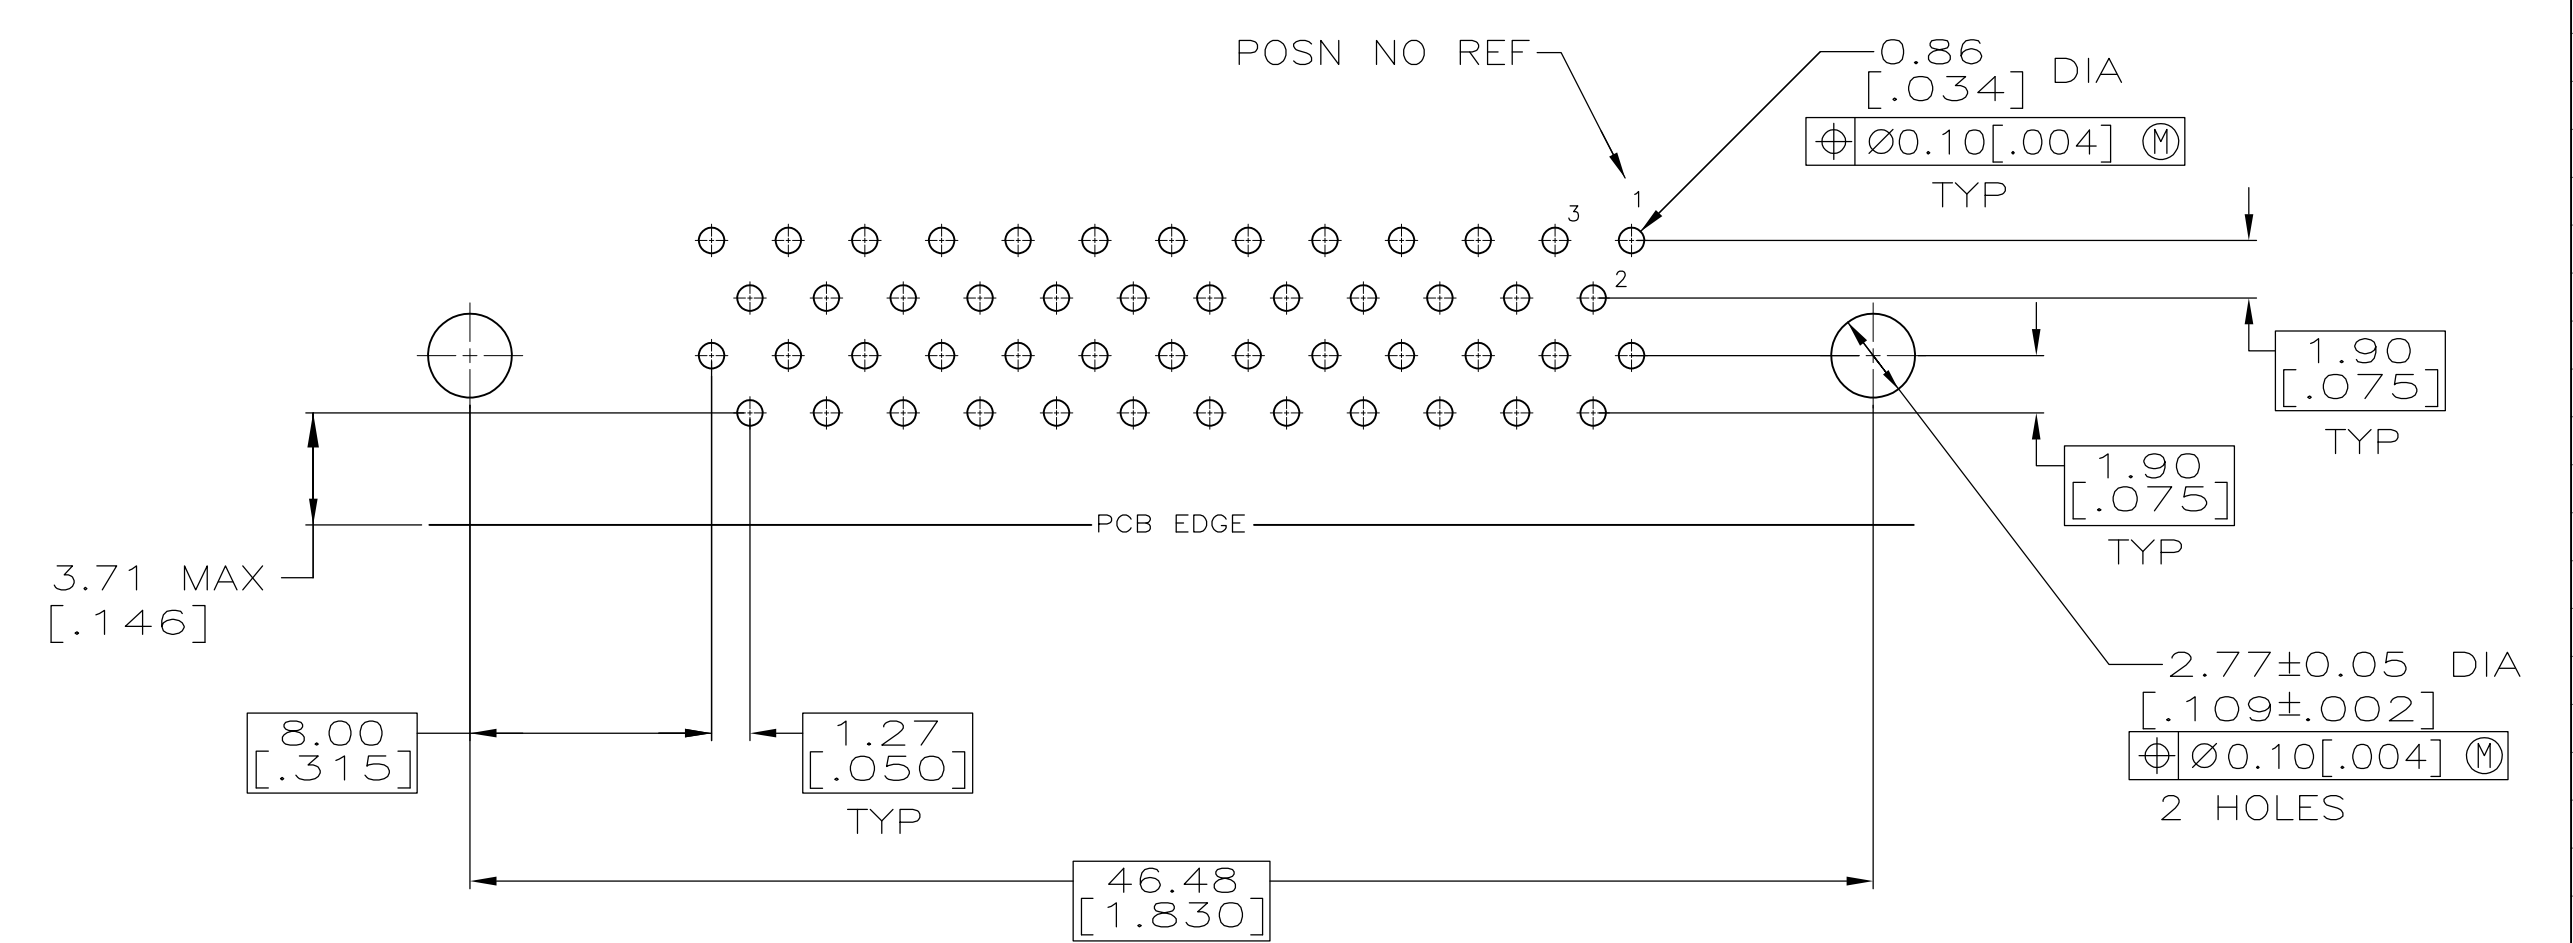 POSN NO REF
0.86
[.034] DIA
⌖ Ø0.10[.004] Ⓜ
TYP
1
3
2
1.90
[.075]
TYP
1.90
[.075]
TYP
PCB EDGE
3.71 MAX
[.146]
2.77±0.05 DIA
[.109±.002]
⌖ Ø0.10[.004] Ⓜ
2 HOLES
8.00
[.315]
1.27
[.050]
TYP
46.48
[1.830]